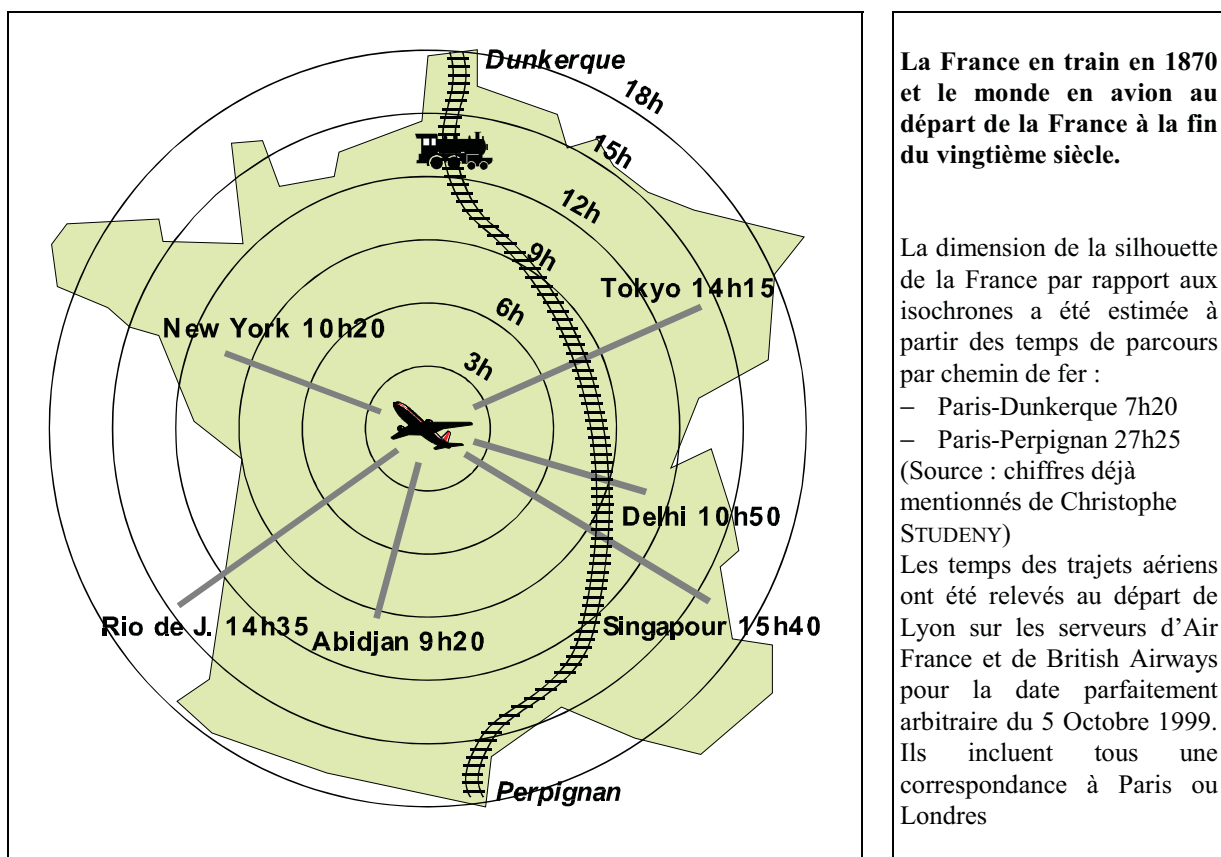 Dunkerque
18h
15h
12h
9h
Tokyo 14h15
6h
New York 10h20
3h
Delhi 10h50
Rio de J. 14h35
Abidjan 9h20
Singapour 15h40
Perpignan
La France en train en 1870
et le monde en avion au
départ de la France à la fin
du vingtième siècle.
La dimension de la silhouette
de la France par rapport aux
isochrones a été estimée à
partir des temps de parcours
par chemin de fer :
– Paris-Dunkerque 7h20
– Paris-Perpignan 27h25
(Source : chiffres déjà
mentionnés de Christophe
STUDENY)
Les temps des trajets aériens
ont été relevés au départ de
Lyon sur les serveurs d'Air
France et de British Airways
pour la date parfaitement
arbitraire du 5 Octobre 1999.
Ils incluent tous une
correspondance à Paris ou
Londres